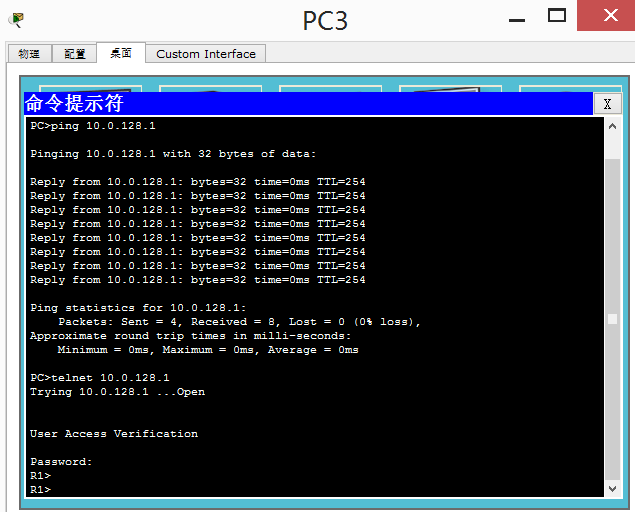 PC3
物理 配置 桌面 Custom Interface
命令提示符 X
PC>ping 10.0.128.1
Pinging 10.0.128.1 with 32 bytes of data:
Reply from 10.0.128.1: bytes=32 time=0ms TTL=254
Reply from 10.0.128.1: bytes=32 time=0ms TTL=254
Reply from 10.0.128.1: bytes=32 time=0ms TTL=254
Reply from 10.0.128.1: bytes=32 time=0ms TTL=254
Reply from 10.0.128.1: bytes=32 time=0ms TTL=254
Reply from 10.0.128.1: bytes=32 time=0ms TTL=254
Reply from 10.0.128.1: bytes=32 time=0ms TTL=254
Reply from 10.0.128.1: bytes=32 time=0ms TTL=254
Ping statistics for 10.0.128.1:
Packets: Sent = 4, Received = 8, Lost = 0 (0% loss),
Approximate round trip times in milli-seconds:
Minimum = 0ms, Maximum = 0ms, Average = 0ms
PC>telnet 10.0.128.1
Trying 10.0.128.1 ...Open
User Access Verification
Password:
R1>
R1>